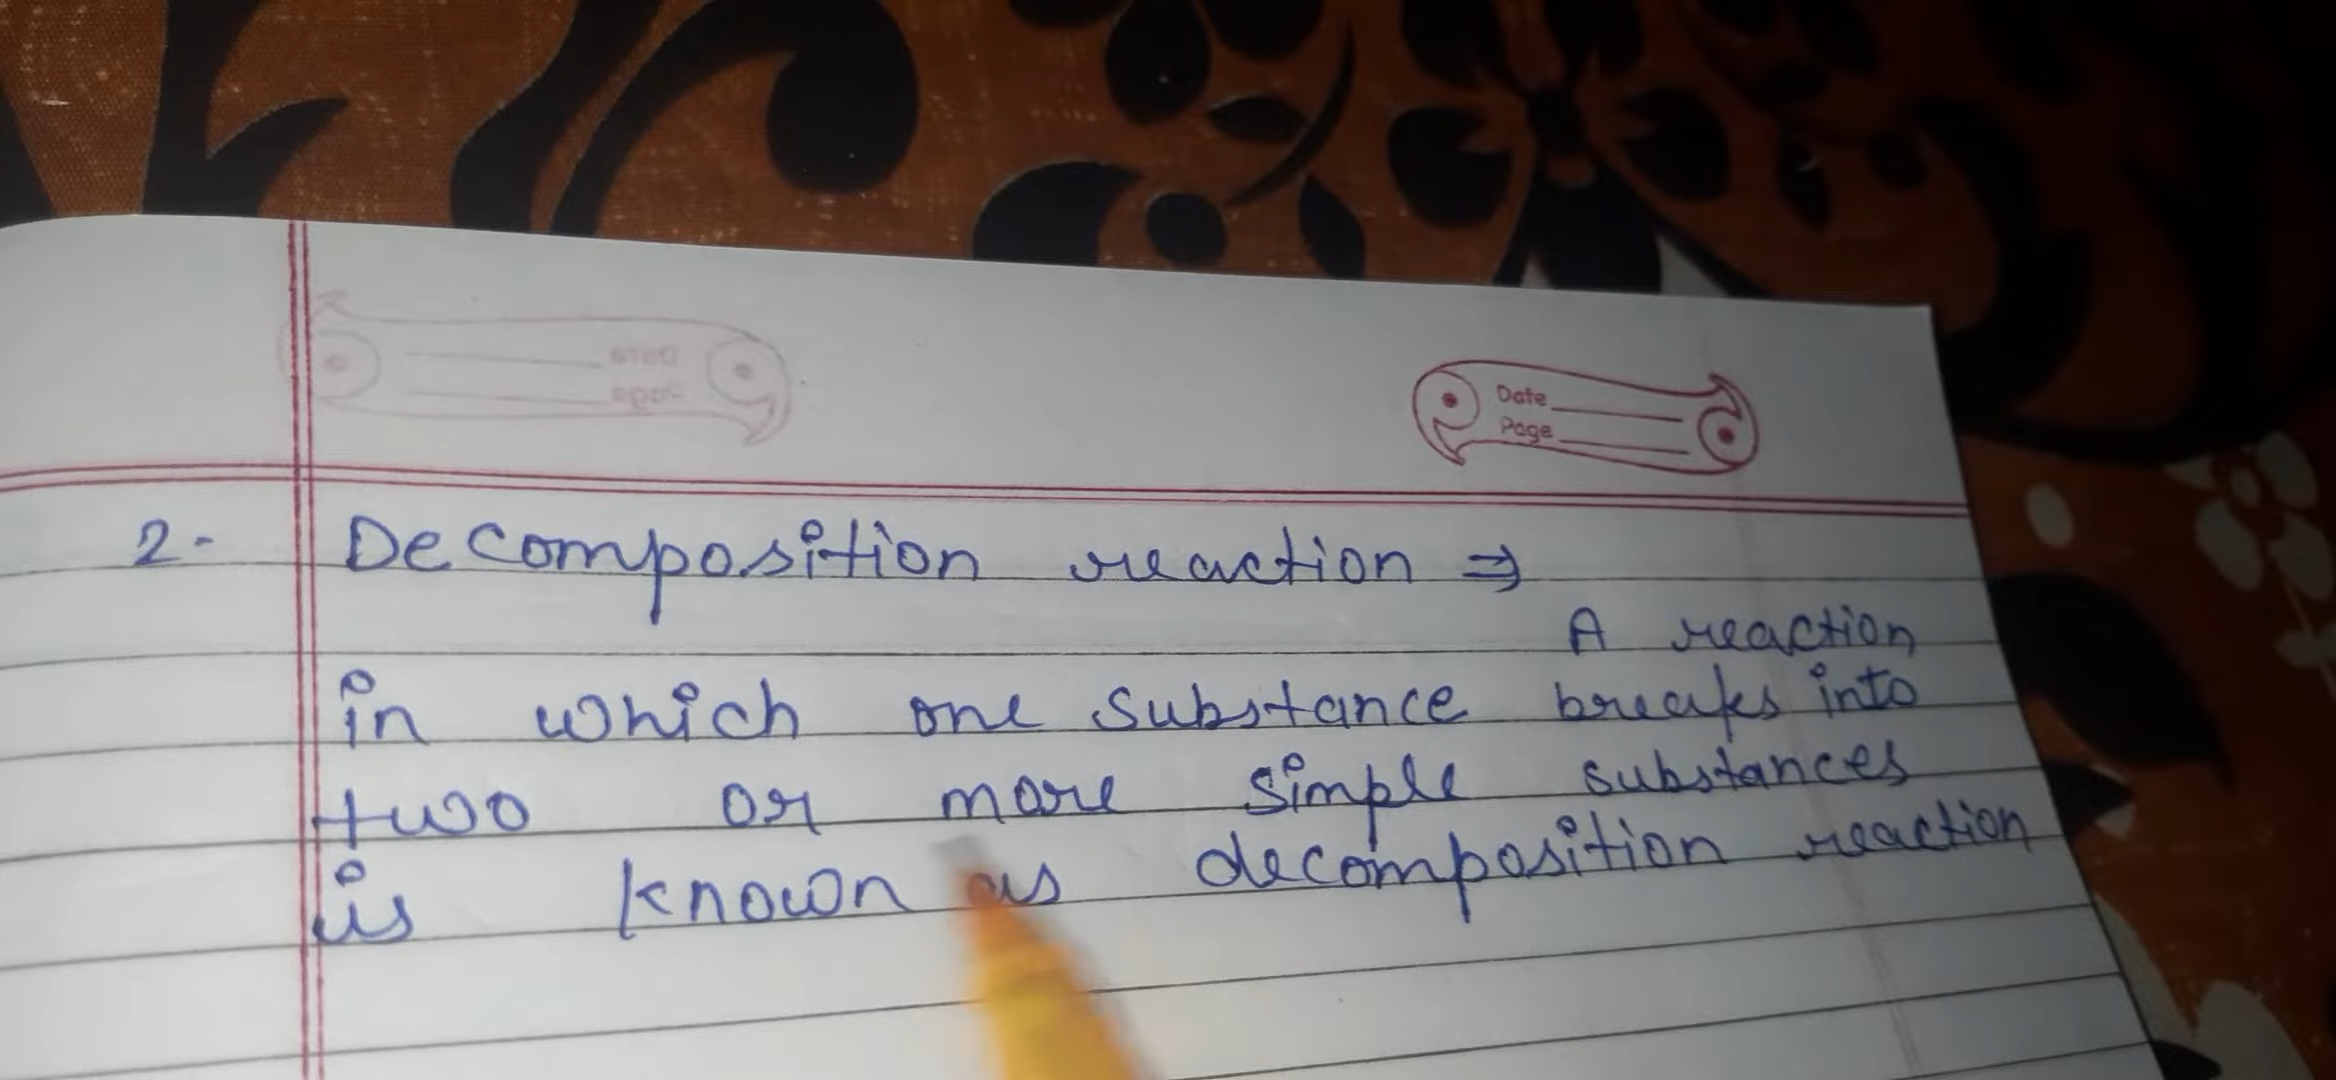 Date
Page
2- Decomposition reaction ⇒
A reaction
in which one substance breaks into
two or more simple substances
is known as decomposition reaction